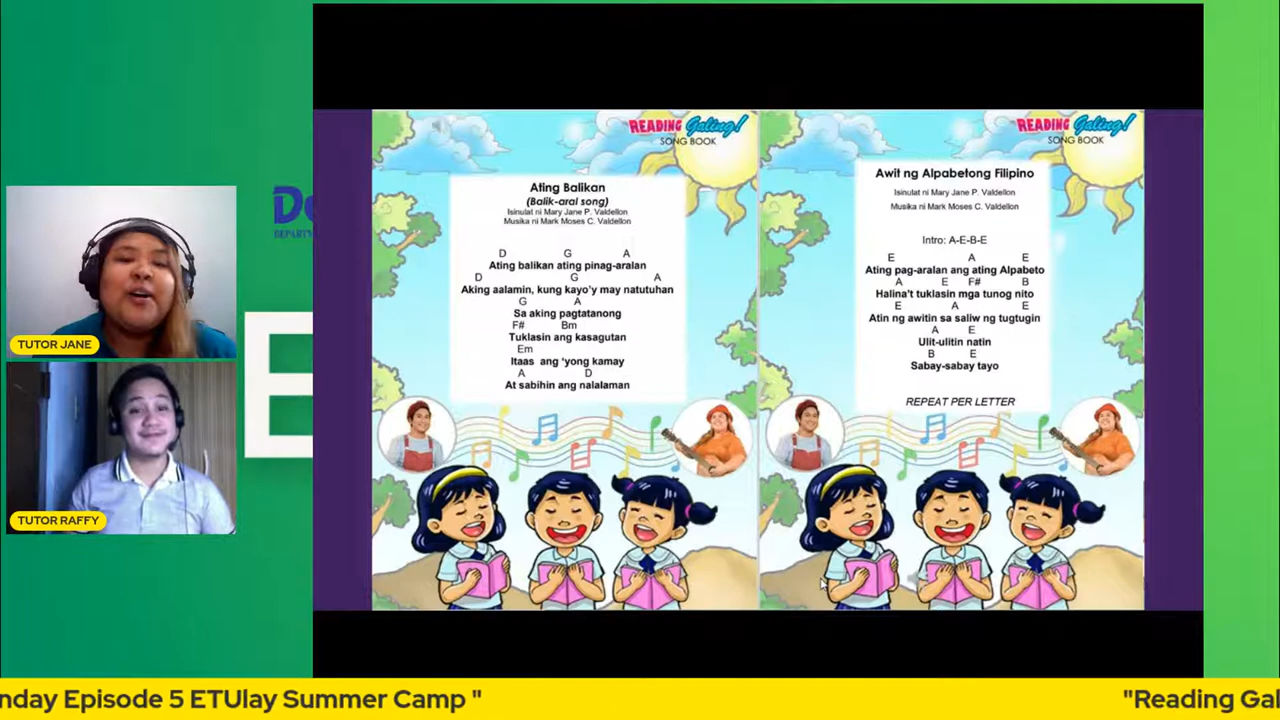 READING Galing!
SONG BOOK
Ating Balikan
(Balik-aral song)
Isinulat ni Mary Jane P. Valdellon
Musika ni Mark Moses C. Valdellon
D G A
Ating balikan ating pinag-aralan
D G A
Aking aalamin, kung kayo'y may natutuhan
G A
Sa aking pagtatanong
F# Bm
Tuklasin ang kasagutan
Em
Itaas ang 'yong kamay
A D
At sabihin ang nalalaman
READING Galing!
SONG BOOK
Awit ng Alpabetong Filipino
Isinulat ni Mary Jane P. Valdellon
Musika ni Mark Moses C. Valdellon
Intro: A-E-B-E
E A E
Ating pag-aralan ang ating Alpabeto
A E F# B
Halina't tuklasin mga tunog nito
E A E
Atin ng awitin sa saliw ng tugtugin
A E
Ulit-ulitin natin
B E
Sabay-sabay tayo
REPEAT PER LETTER
TUTOR JANE
TUTOR RAFFY
nday Episode 5 ETUlay Summer Camp "
"Reading Gal